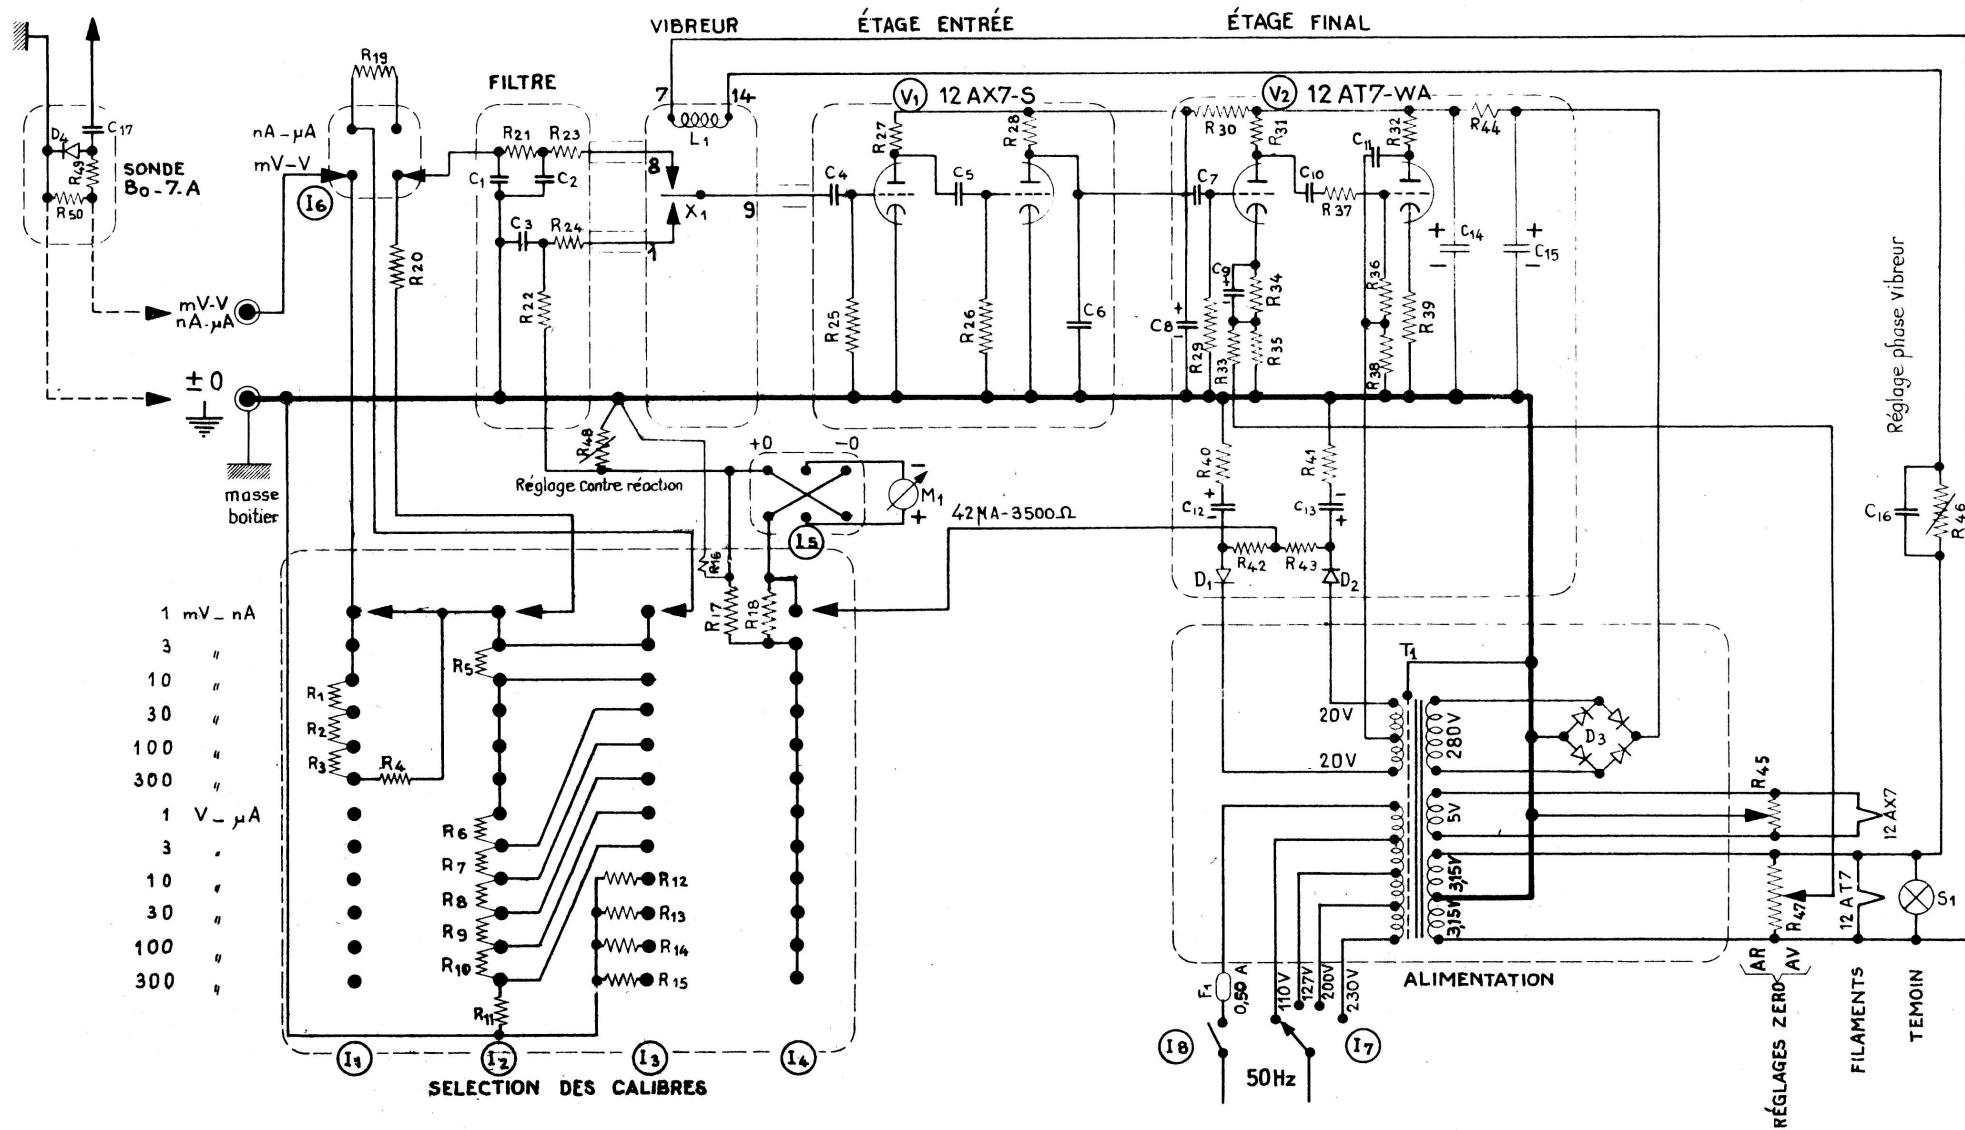 VIBREUR
ÉTAGE ENTRÉE
ÉTAGE FINAL
FILTRE
V1 12 AX7-S
V2 12 AT7-WA
R19
7
14
L1
C17
D4
R49
R50
SONDE
Bo-7.A
nA-µA
mV-V
I6
R20
R21
R23
C1
C2
C3
R24
R22
8
X1
1
9
C4
R27
R28
C5
R25
R26
C6
R30
R31
C11
R32
R44
C7
C10
R37
C9
R34
R36
C14
+
-
C15
+
-
C8
+
-
R29
R33
R35
R38
R39
mV-V
nA-µA
±0
masse
boitier
R48
Réglage contre réaction
+0
-0
-
M1
+
I5
42µA-3500Ω
R40
R41
C12
+
-
C13
-
+
R42
R43
D1
D2
Réglage phase vibreur
C16
R46
R16
R17
R18
1 mV-nA
3 "
10 "
30 "
100 "
300 "
1 V-µA
3 "
10 "
30 "
100 "
300 "
R1
R2
R3
R4
R5
R6
R7
R8
R9
R10
R11
R12
R13
R14
R15
I1
I2
I3
I4
SELECTION DES CALIBRES
T1
20V
20V
280V
D3
5V
3,15V
3,15V
R45
R47
12 AX7
12 AT7
S1
ALIMENTATION
F1
0,50 A
110V
127V
200V
230V
I8
I7
50Hz
AR
AV
RÉGLAGES ZERO
FILAMENTS
TEMOIN